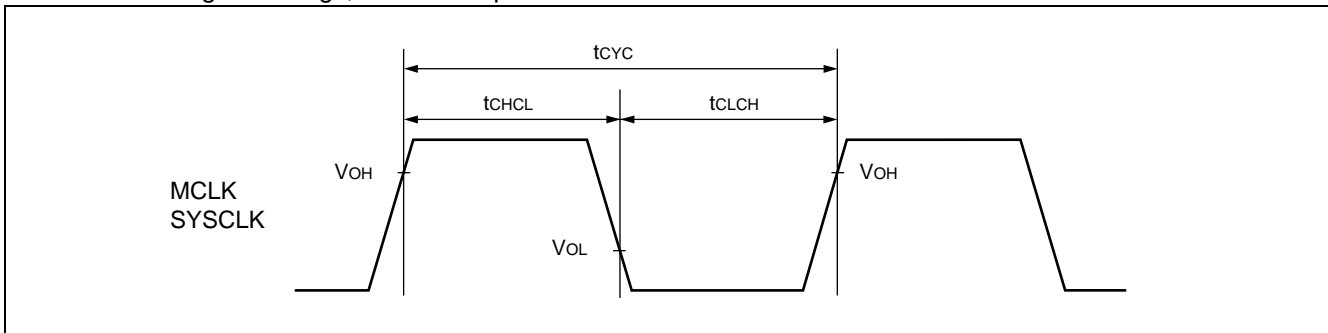 tCYC
tCHCL
tCLCH
VOH
VOH
MCLK
SYSCLK
VOL